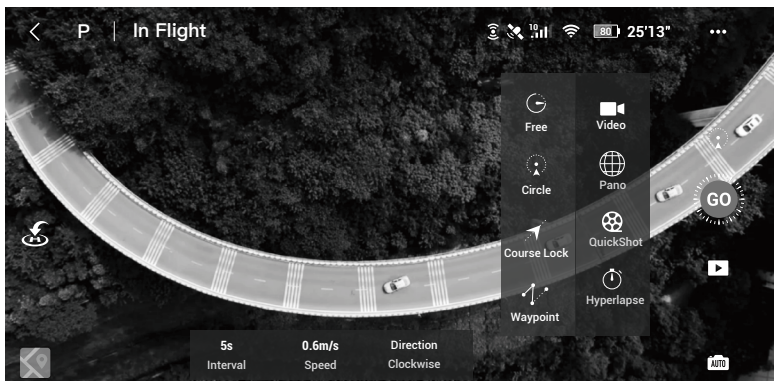 P | In Flight
10
80 25'13"
Free
Video
Circle
Pano
GO
Course Lock
QuickShot
Waypoint
Hyperlapse
5s
Interval
0.6m/s
Speed
Direction
Clockwise
H
AUTO